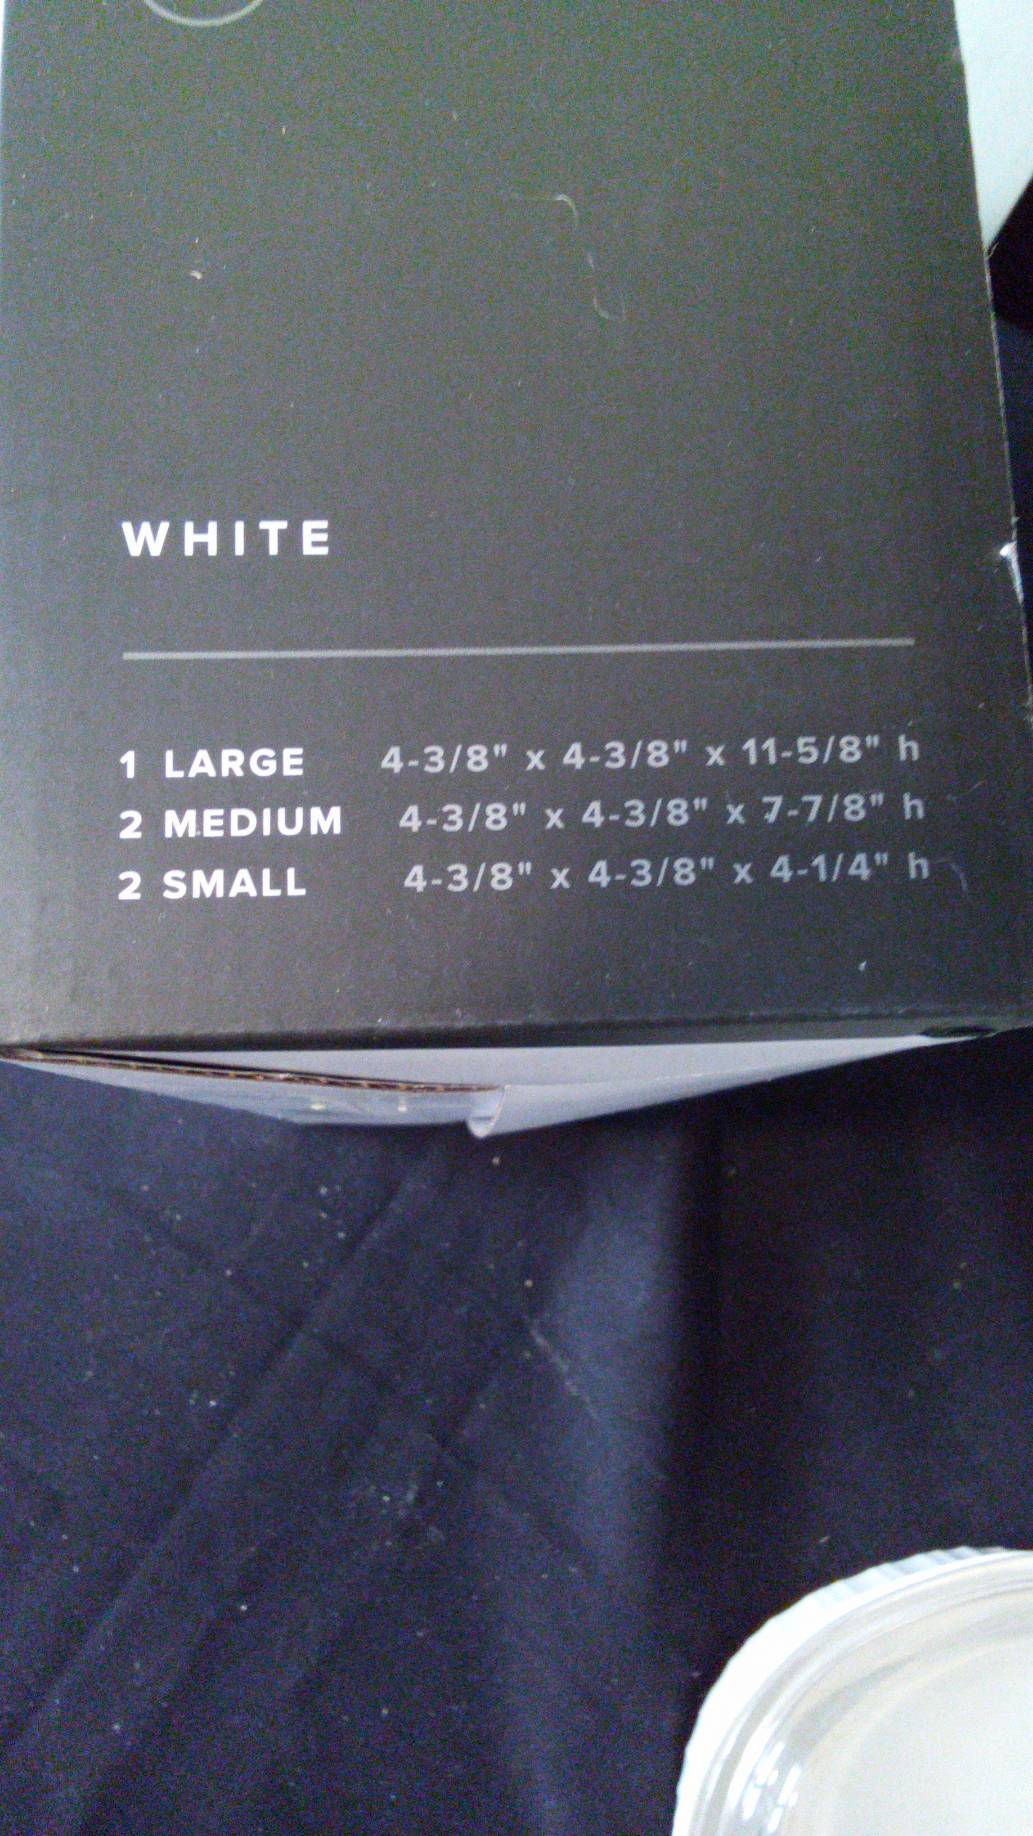 WHITE
1 LARGE 4-3/8" x 4-3/8" x 11-5/8" h
2 MEDIUM 4-3/8" x 4-3/8" x 7-7/8" h
2 SMALL 4-3/8" x 4-3/8" x 4-1/4" h